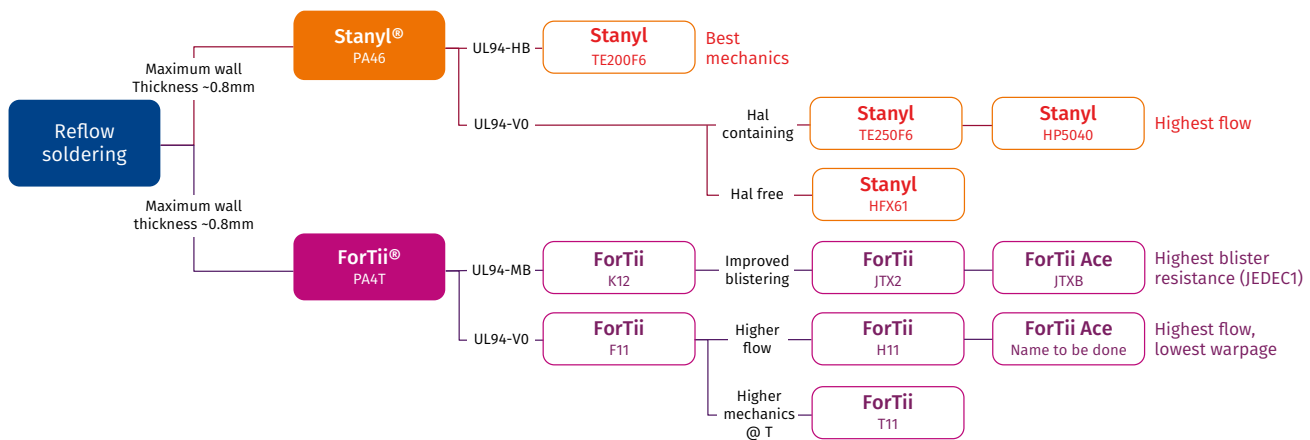 Reflow
soldering
Maximum wall
Thickness ~0.8mm
Maximum wall
thickness ~0.8mm
Stanyl®
PA46
UL94-HB
Stanyl
TE200F6
Best
mechanics
UL94-V0
Hal
containing
Stanyl
TE250F6
Stanyl
HP5040
Highest flow
Hal free
Stanyl
HFX61
ForTii®
PA4T
UL94-MB
ForTii
K12
Improved
blistering
ForTii
JTX2
ForTii Ace
JTXB
Highest blister
resistance (JEDEC1)
UL94-V0
ForTii
F11
Higher
flow
ForTii
H11
ForTii Ace
Name to be done
Highest flow,
lowest warpage
Higher
mechanics
@ T
ForTii
T11